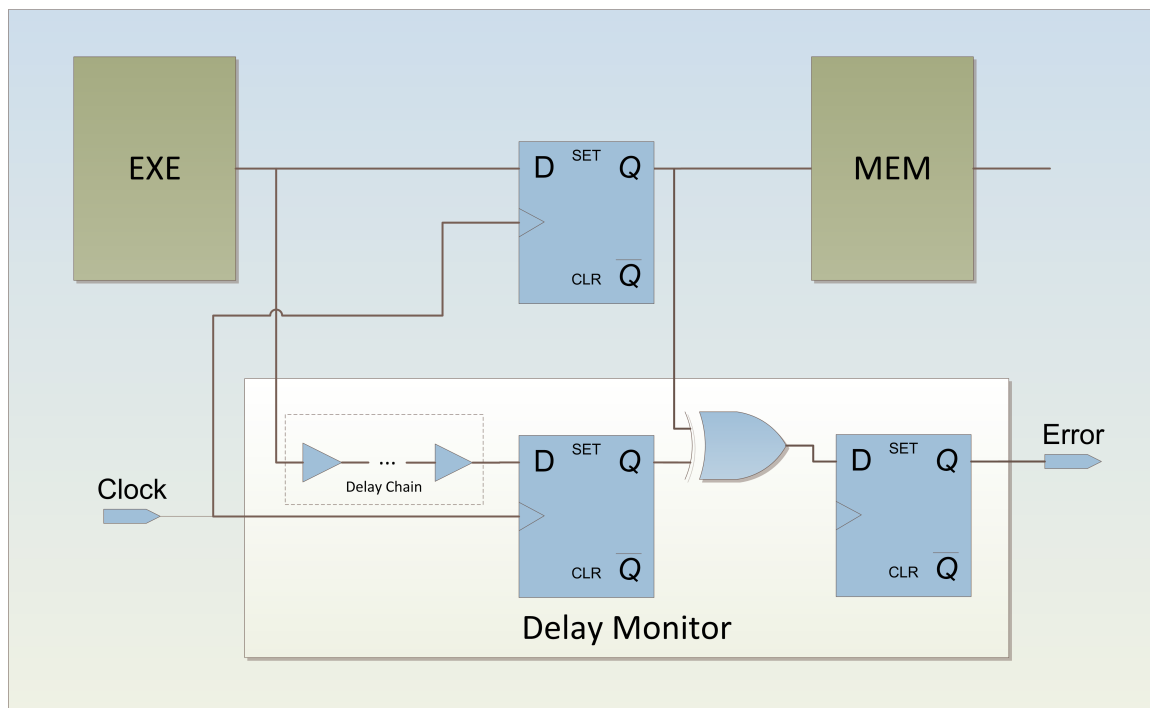 EXE
D SET Q
CLR Q̅
MEM
...
Delay Chain
D SET Q
CLR Q̅
D SET Q
CLR Q̅
Clock
Error
Delay Monitor